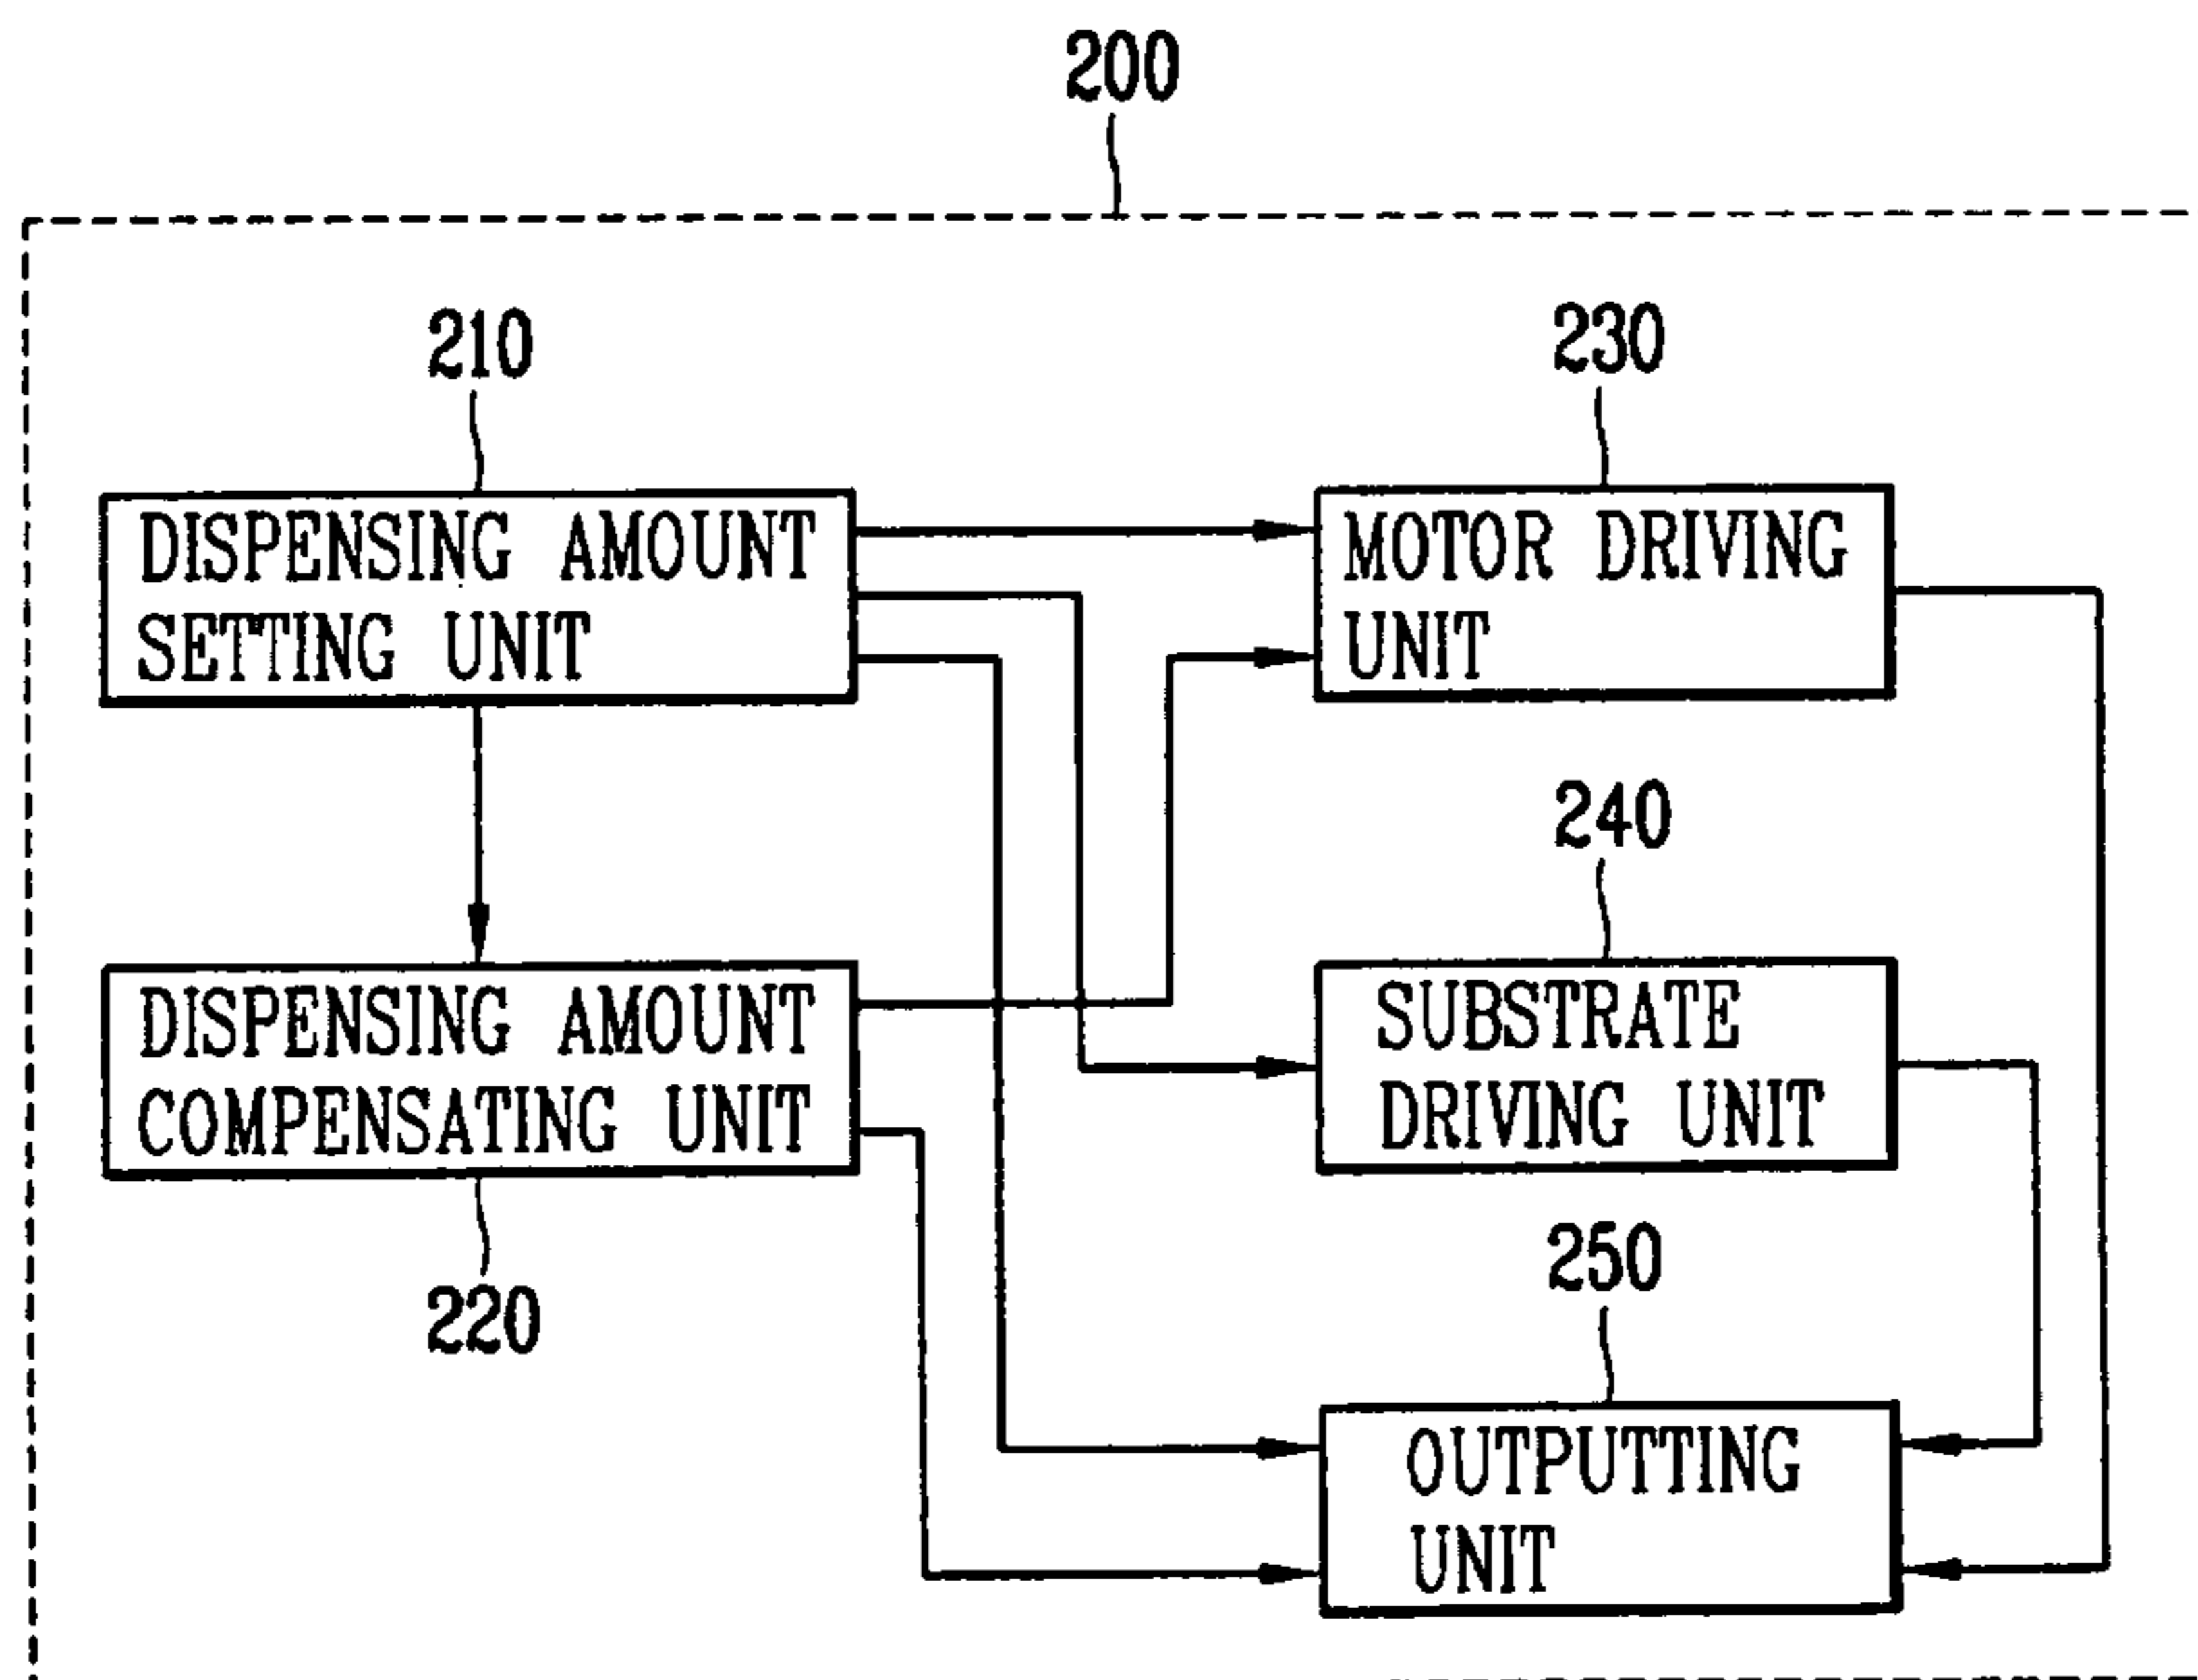 200
210
230
DISPENSING AMOUNT
SETTING UNIT
MOTOR DRIVING
UNIT
240
DISPENSING AMOUNT
COMPENSATING UNIT
SUBSTRATE
DRIVING UNIT
220
250
OUTPUTTING
UNIT